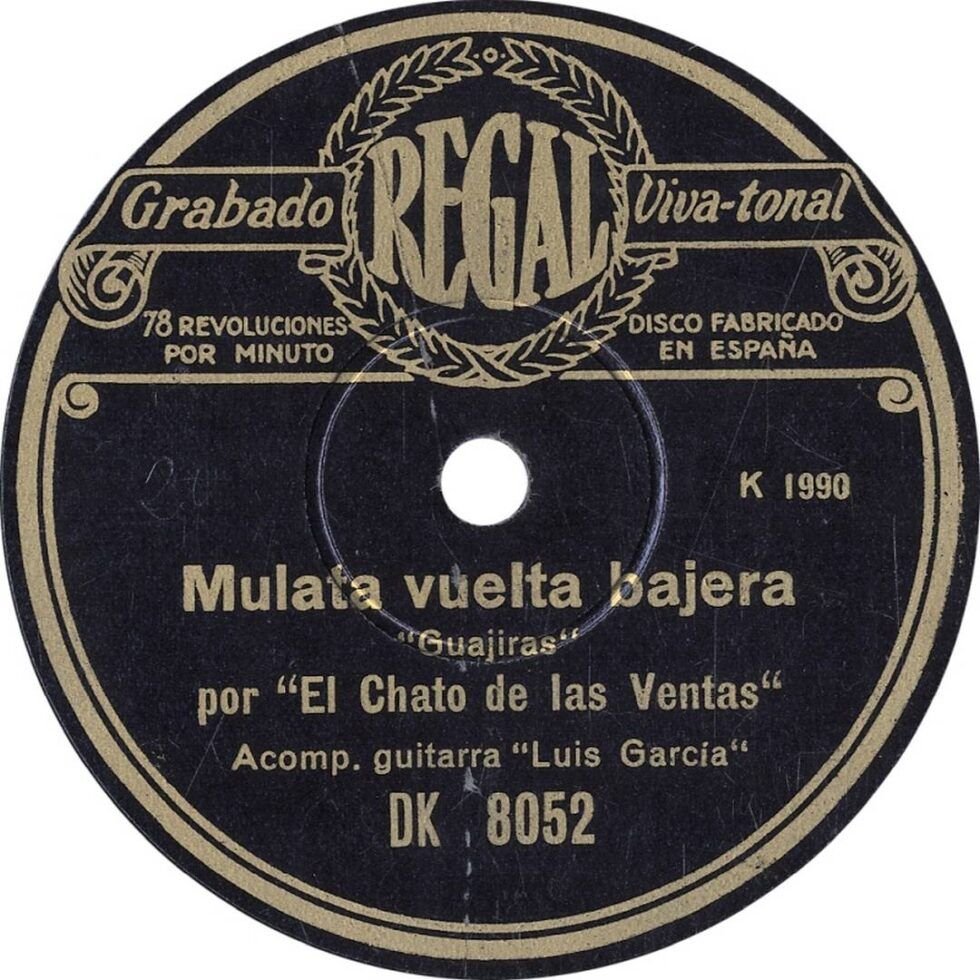 REGAL
Grabado Viva-tonal
78 REVOLUCIONES
POR MINUTO
DISCO FABRICADO
EN ESPAÑA
K 1990
Mulata vuelta bajera
“Guajiras“
por “El Chato de las Ventas“
Acomp. guitarra “Luis García“
DK 8052